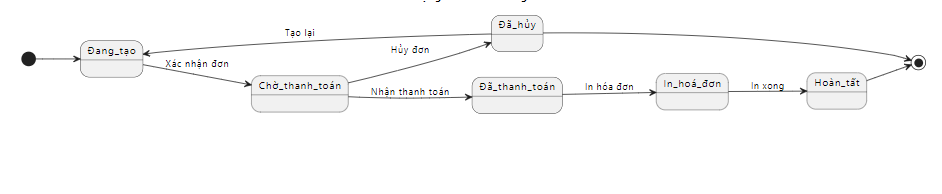 Đã_hủy
Tạo lại
Đang_tạo
Hủy đơn
Xác nhận đơn
Chờ_thanh_toán
Nhận thanh toán
Đã_thanh_toán
In hóa đơn
In_hoá_đơn
In xong
Hoàn_tất